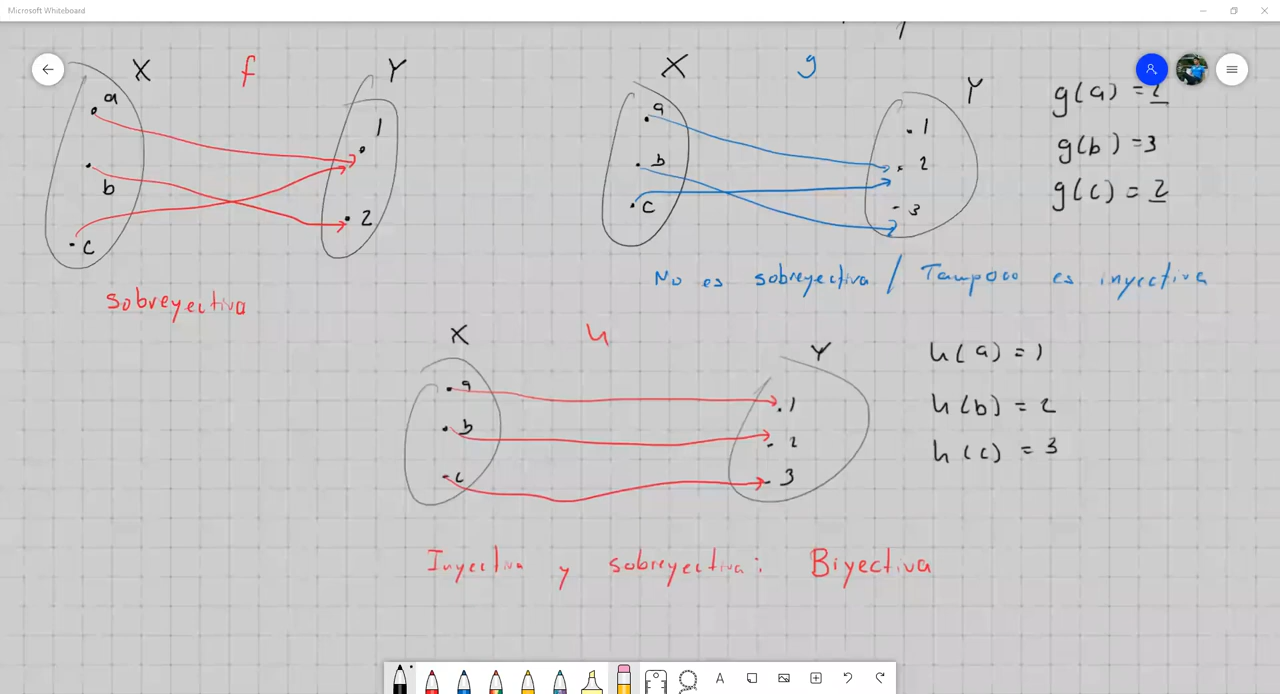 Microsoft Whiteboard
X f Y
a
b
c
1
2
sobreyectiva
X g Y
a
b
c
1
2
3
g(a) = 2
g(b) = 3
g(c) = 2
No es sobreyectiva / Tampoco es inyectiva
X h Y
a
b
c
1
2
3
h(a) = 1
h(b) = 2
h(c) = 3
Inyectiva y sobreyectiva: Biyectiva
A